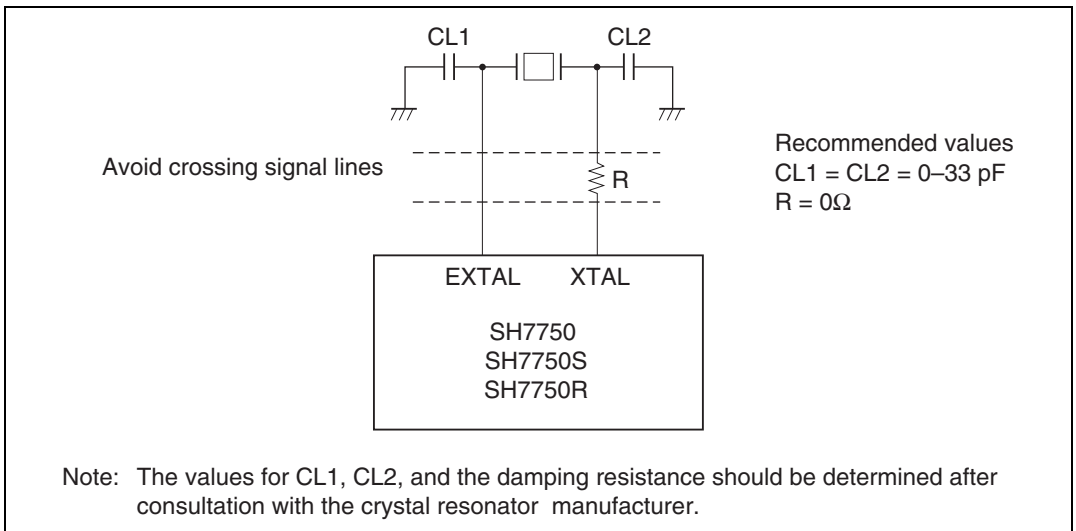 CL1 CL2
Avoid crossing signal lines
R
Recommended values
CL1 = CL2 = 0–33 pF
R = 0Ω
EXTAL XTAL
SH7750
SH7750S
SH7750R
Note: The values for CL1, CL2, and the damping resistance should be determined after
consultation with the crystal resonator manufacturer.